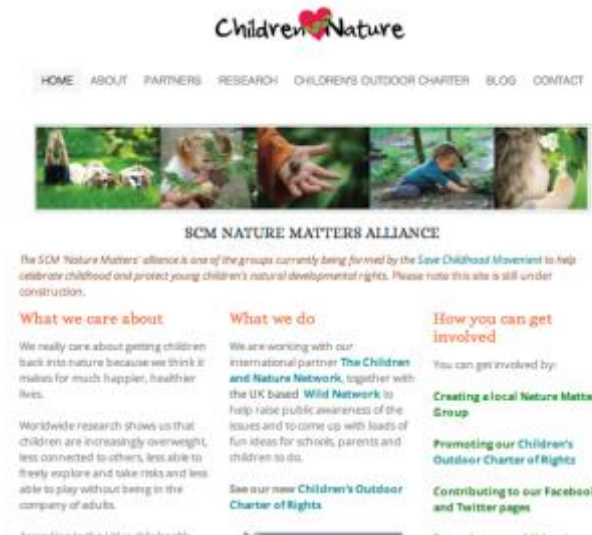 Children Nature
HOME ABOUT PARTNERS RESEARCH CHILDREN'S OUTDOOR CHARTER BLOG CONTACT
SCM NATURE MATTERS ALLIANCE
The SCM 'Nature Matters' alliance is one of the groups currently being formed by the Save Childhood Movement to help
celebrate childhood and protect young children's natural developmental rights. Please note this site is still under
construction.
What we care about
We really care about getting children
back into nature because we think it
makes for much happier, healthier
lives.
Worldwide research shows us that
children are increasingly overweight,
less connected to others, less able to
freely explore and take risks and less
able to play without being in the
company of adults.
What we do
We are working with our
international partner The Children
and Nature Network, together with
the UK based Wild Network to
help raise public awareness of the
issues and to come up with loads of
fun ideas for schools, parents and
children to do.
See our new Children's Outdoor
Charter of Rights
How you can get
involved
You can get involved by:
Creating a local Nature Matte
Group
Promoting our Children's
Outdoor Charter of Rights
Contributing to our Faceboo
and Twitter pages